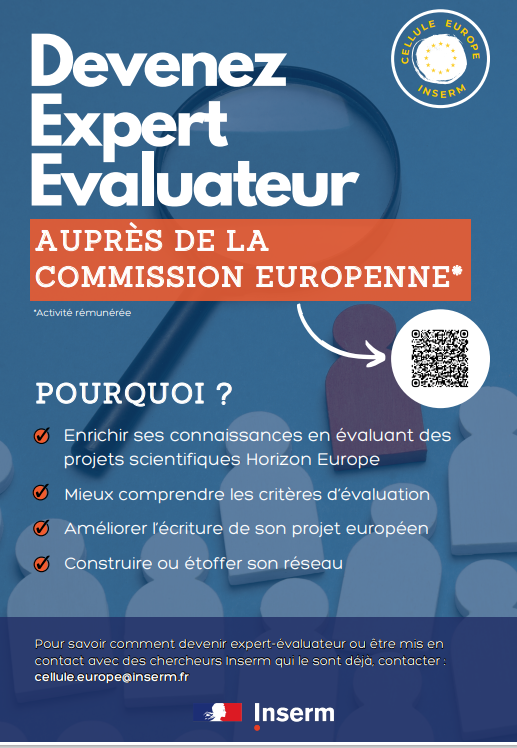 CELLULE EUROPE
INSERM
Devenez
Expert
Evaluateur
AUPRÈS DE LA
COMMISSION EUROPENNE*
*Activité rémunérée
POURQUOI ?
Enrichir ses connaissances en évaluant des
projets scientifiques Horizon Europe
Mieux comprendre les critères d'évaluation
Améliorer l'écriture de son projet européen
Construire ou étoffer son réseau
Pour savoir comment devenir expert-évaluateur ou être mis en
contact avec des chercheurs Inserm qui le sont déjà, contacter :
cellule.europe@inserm.fr
Inserm